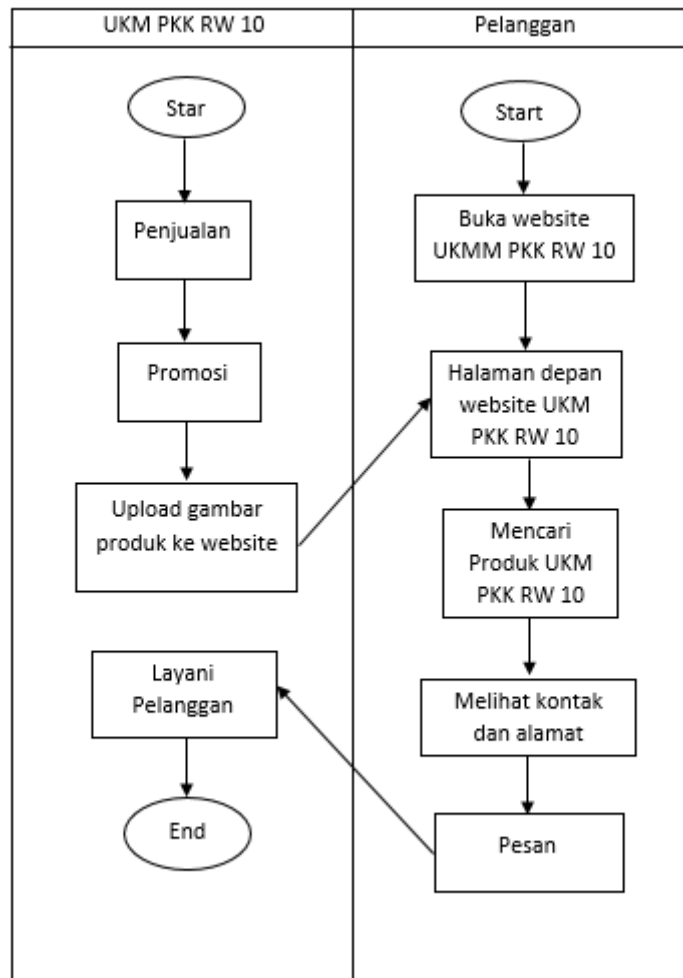 UKM PKK RW 10
Star
Penjualan
Promosi
Upload gambar
produk ke website
Layani
Pelanggan
End
Pelanggan
Start
Buka website
UKMM PKK RW 10
Halaman depan
website UKM
PKK RW 10
Mencari
Produk UKM
PKK RW 10
Melihat kontak
dan alamat
Pesan